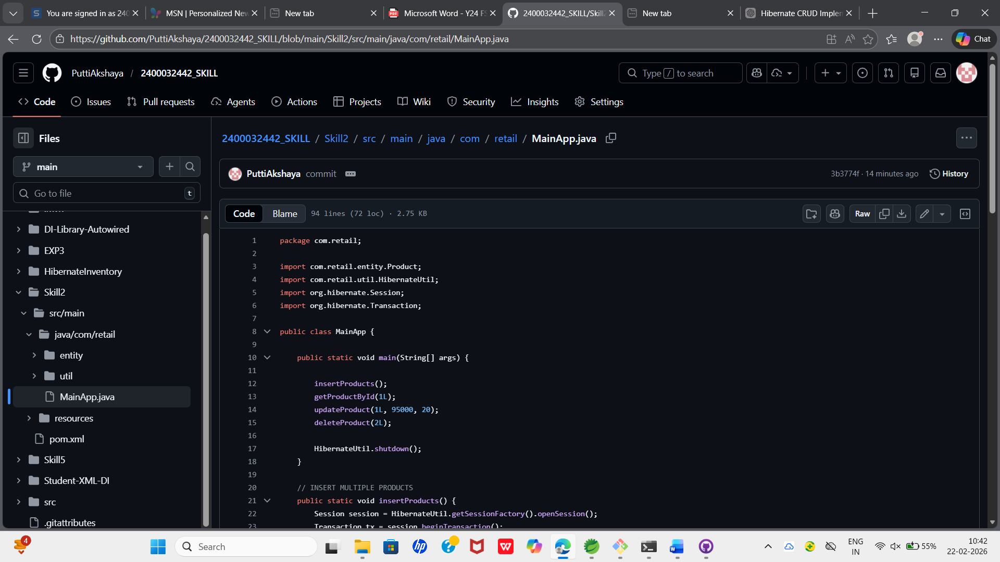 You are signed in as 240
MSN | Personalized Nev
New tab
Microsoft Word - Y24 FS
2400032442_SKILL/Skill2
New tab
Hibernate CRUD Implen
https://github.com/PuttiAkshaya/2400032442_SKILL/blob/main/Skill2/src/main/java/com/retail/MainApp.java
Chat
PuttiAkshaya / 2400032442_SKILL
Type / to search
Code
Issues
Pull requests
Agents
Actions
Projects
Wiki
Security
Insights
Settings
Files
2400032442_SKILL / Skill2 / src / main / java / com / retail / MainApp.java
main
PuttiAkshaya commit
3b3774f · 14 minutes ago
History
Go to file
t
Code
Blame
94 lines (72 loc) · 2.75 KB
Raw
DI-Library-Autowired
EXP3
HibernateInventory
Skill2
src/main
java/com/retail
entity
util
MainApp.java
resources
pom.xml
Skill5
Student-XML-DI
src
.gitattributes
1 package com.retail;
2
3 import com.retail.entity.Product;
4 import com.retail.util.HibernateUtil;
5 import org.hibernate.Session;
6 import org.hibernate.Transaction;
7
8 public class MainApp {
9
10 public static void main(String[] args) {
11
12 insertProducts();
13 getProductById(1L);
14 updateProduct(1L, 95000, 20);
15 deleteProduct(2L);
16
17 HibernateUtil.shutdown();
18 }
19
20 // INSERT MULTIPLE PRODUCTS
21 public static void insertProducts() {
22 Session session = HibernateUtil.getSessionFactory().openSession();
23 Transaction tx = session.beginTransaction();
4
Search
hp
W
ENG
IN
55%
10:42
22-02-2026